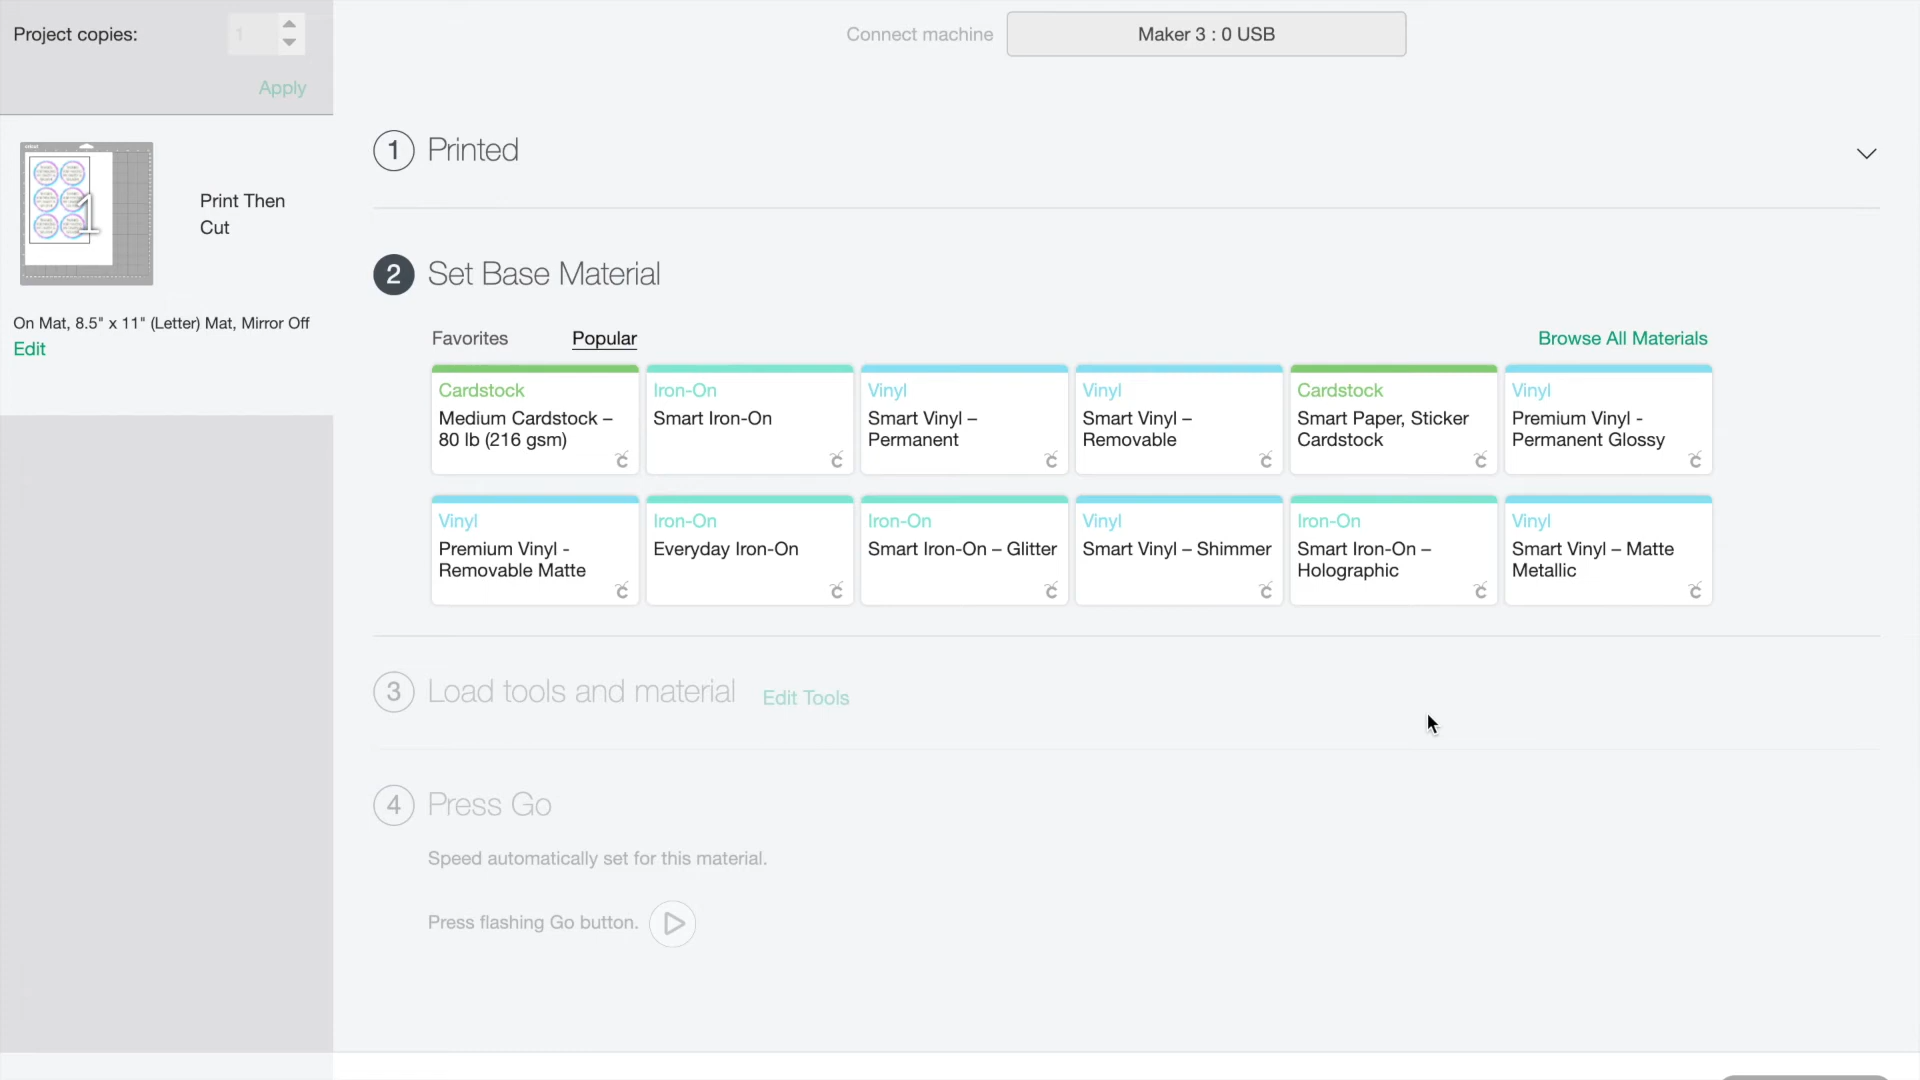 Project copies:
1
Apply
Connect machine
Maker 3 : 0 USB
1
Print Then
Cut
On Mat, 8.5" x 11" (Letter) Mat, Mirror Off
Edit
1 Printed
2 Set Base Material
Favorites
Popular
Browse All Materials
Cardstock
Medium Cardstock –
80 lb (216 gsm)
Iron-On
Smart Iron-On
Vinyl
Smart Vinyl –
Permanent
Vinyl
Smart Vinyl –
Removable
Cardstock
Smart Paper, Sticker
Cardstock
Vinyl
Premium Vinyl -
Permanent Glossy
Vinyl
Premium Vinyl -
Removable Matte
Iron-On
Everyday Iron-On
Iron-On
Smart Iron-On – Glitter
Vinyl
Smart Vinyl – Shimmer
Iron-On
Smart Iron-On –
Holographic
Vinyl
Smart Vinyl – Matte
Metallic
3 Load tools and material
Edit Tools
4 Press Go
Speed automatically set for this material.
Press flashing Go button.